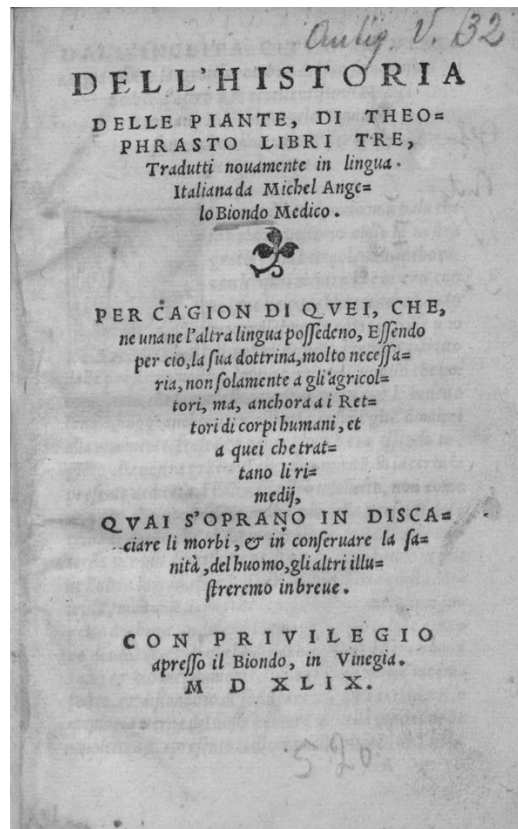 Antiq. V. B2
DELL'HISTORIA
DELLE PIANTE, DI THEO=
PHRASTO LIBRI TRE,
Tradutti nouamente in lingua.
Italiana da Michel Ange=
lo Biondo Medico.
PER CAGION DI QVEI, CHE,
ne una ne l'altra lingua poſſedeno, Eſſendo
per cio, la ſua dottrina, molto neceſſa=
ria, non ſolamente a gli agricol=
tori, ma, anchora a i Ret=
tori di corpi humani, et
a quei che trat=
tano li ri=
medij,
QVAI S'OPRANO IN DISCA=
ciare li morbi, & in conſeruare la ſa=
nità, del huomo, gli altri illu=
ſtreremo in breue.
CON PRIVILEGIO
apreſſo il Biondo, in Vinegia.
M D XLIX.